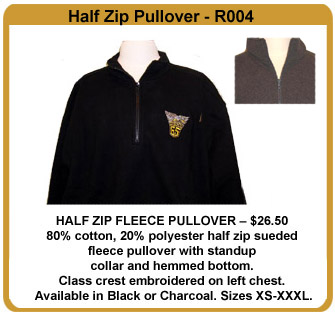 Half Zip Pullover - R004
HALF ZIP FLEECE PULLOVER – $26.50
80% cotton, 20% polyester half zip sueded
fleece pullover with standup
collar and hemmed bottom.
Class crest embroidered on left chest.
Available in Black or Charcoal. Sizes XS-XXXL.